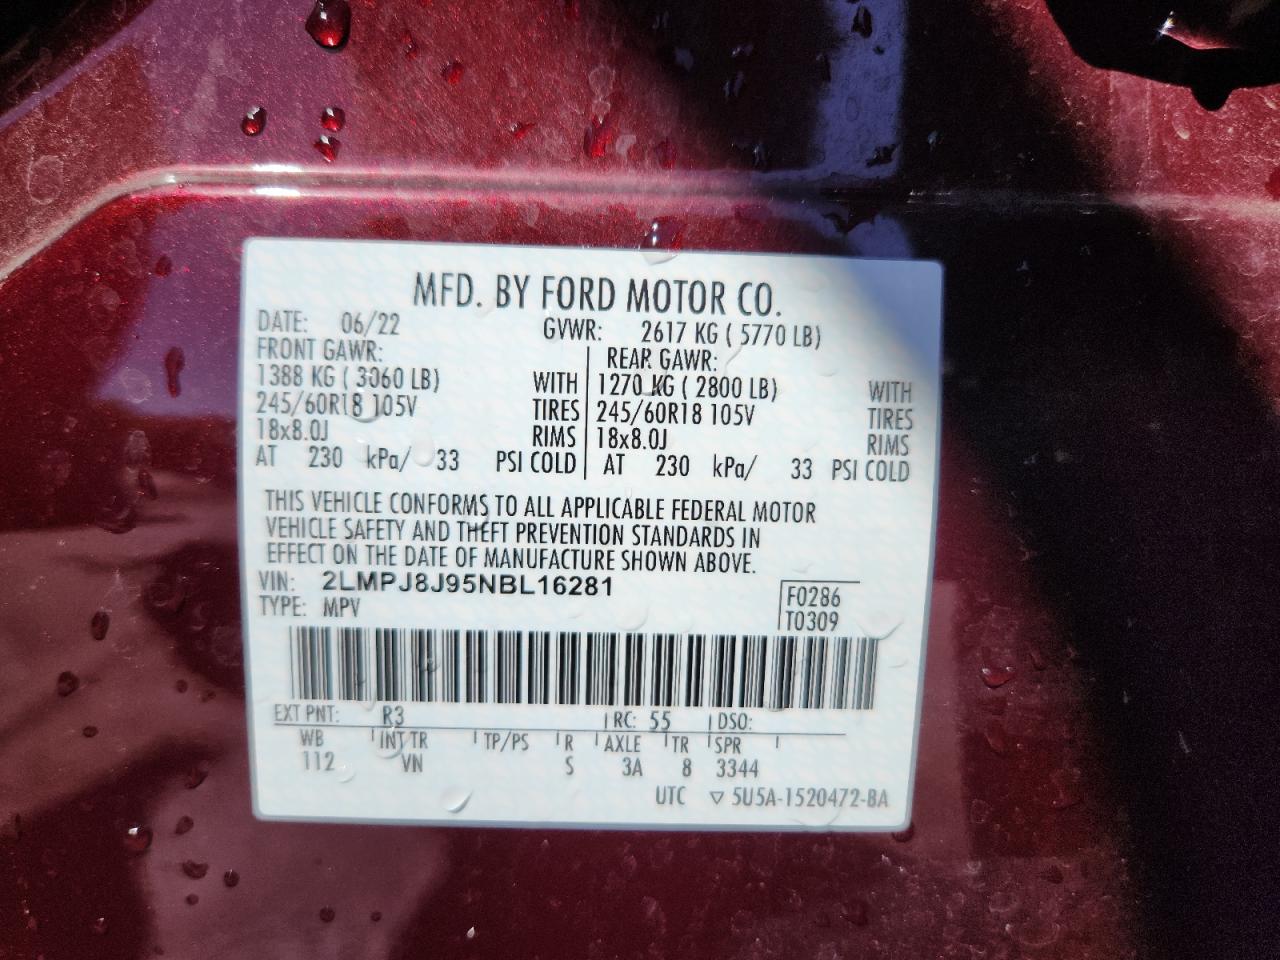 MFD. BY FORD MOTOR CO.
DATE: 06/22 GVWR: 2617 KG ( 5770 LB)
FRONT GAWR: REAR GAWR:
1388 KG ( 3060 LB) WITH 1270 KG ( 2800 LB) WITH
245/60R18 105V TIRES 245/60R18 105V TIRES
18x8.0J RIMS 18x8.0J RIMS
AT 230 kPa/ 33 PSI COLD AT 230 kPa/ 33 PSI COLD
THIS VEHICLE CONFORMS TO ALL APPLICABLE FEDERAL MOTOR
VEHICLE SAFETY AND THEFT PREVENTION STANDARDS IN
EFFECT ON THE DATE OF MANUFACTURE SHOWN ABOVE.
VIN: 2LMPJ8J95NBL16281 F0286
TYPE: MPV T0309
EXT PNT: R3 RC: 55 DSO:
WB INT TR TP/PS R AXLE TR SPR
112 VN S 3A 8 3344
UTC ▽ 5U5A-1520472-BA